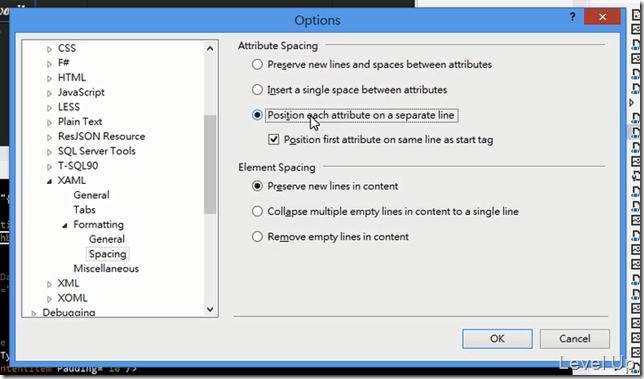 Options
? ×
CSS
F#
HTML
JavaScript
LESS
Plain Text
ResJSON Resource
SQL Server Tools
T-SQL90
XAML
General
Tabs
Formatting
General
Spacing
Miscellaneous
XML
XOML
Debugging
Attribute Spacing
Preserve new lines and spaces between attributes
Insert a single space between attributes
Position each attribute on a separate line
Position first attribute on same line as start tag
Element Spacing
Preserve new lines in content
Collapse multiple empty lines in content to a single line
Remove empty lines in content
OK
Cancel
Level Up